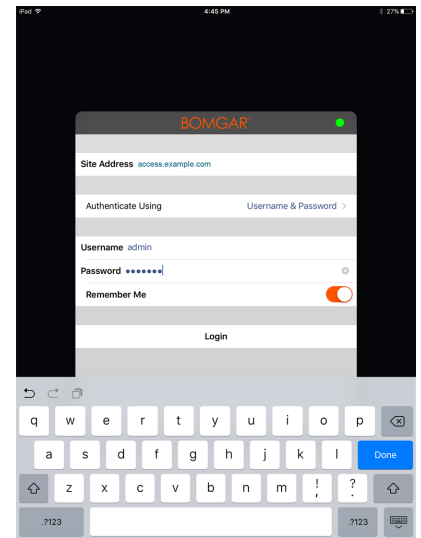 iPad 4:45 PM 27%
BOMGAR
Site Address access.example.com
Authenticate Using Username & Password >
Username admin
Password •••••••
Remember Me
Login
q w e r t y u i o p
a s d f g h j k l Done
z x c v b n m ! , ? .
.?123 .?123